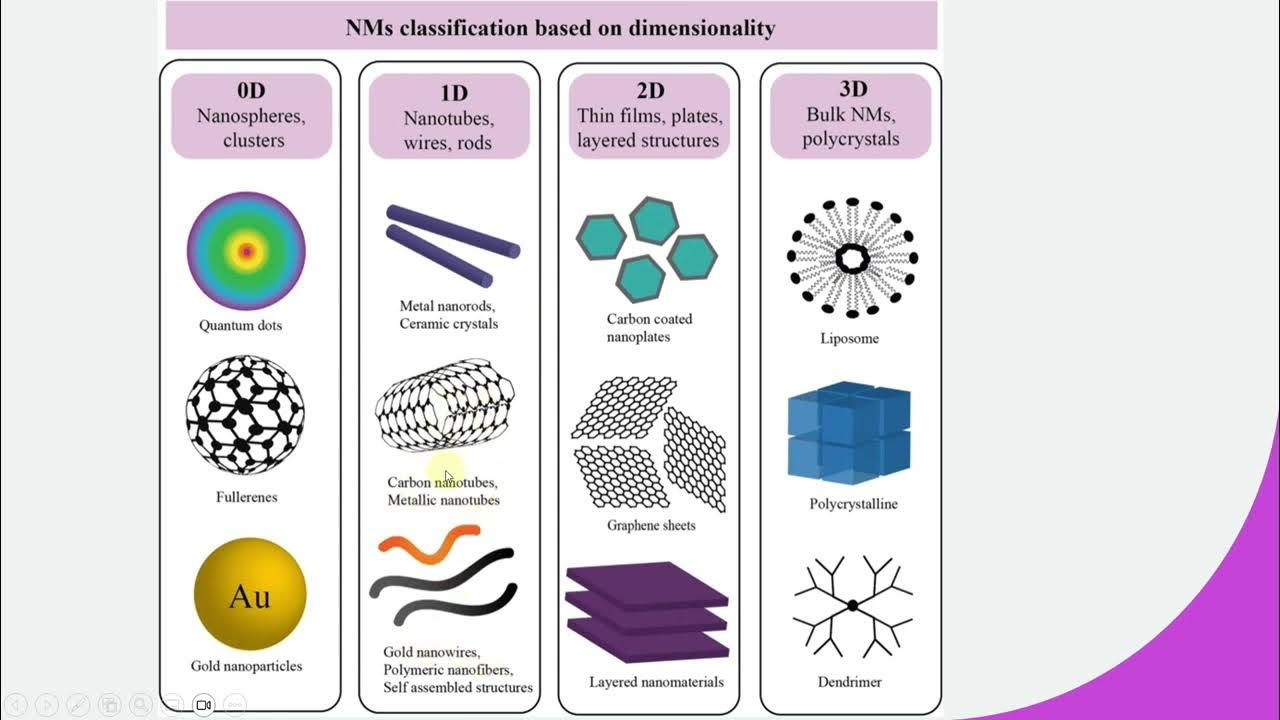 NMs classification based on dimensionality
0D
Nanospheres,
clusters
Quantum dots
Fullerenes
Au
Gold nanoparticles
1D
Nanotubes,
wires, rods
Metal nanorods,
Ceramic crystals
Carbon nanotubes,
Metallic nanotubes
Gold nanowires,
Polymeric nanofibers,
Self assembled structures
2D
Thin films, plates,
layered structures
Carbon coated
nanoplates
Graphene sheets
Layered nanomaterials
3D
Bulk NMs,
polycrystals
Liposome
Polycrystalline
Dendrimer